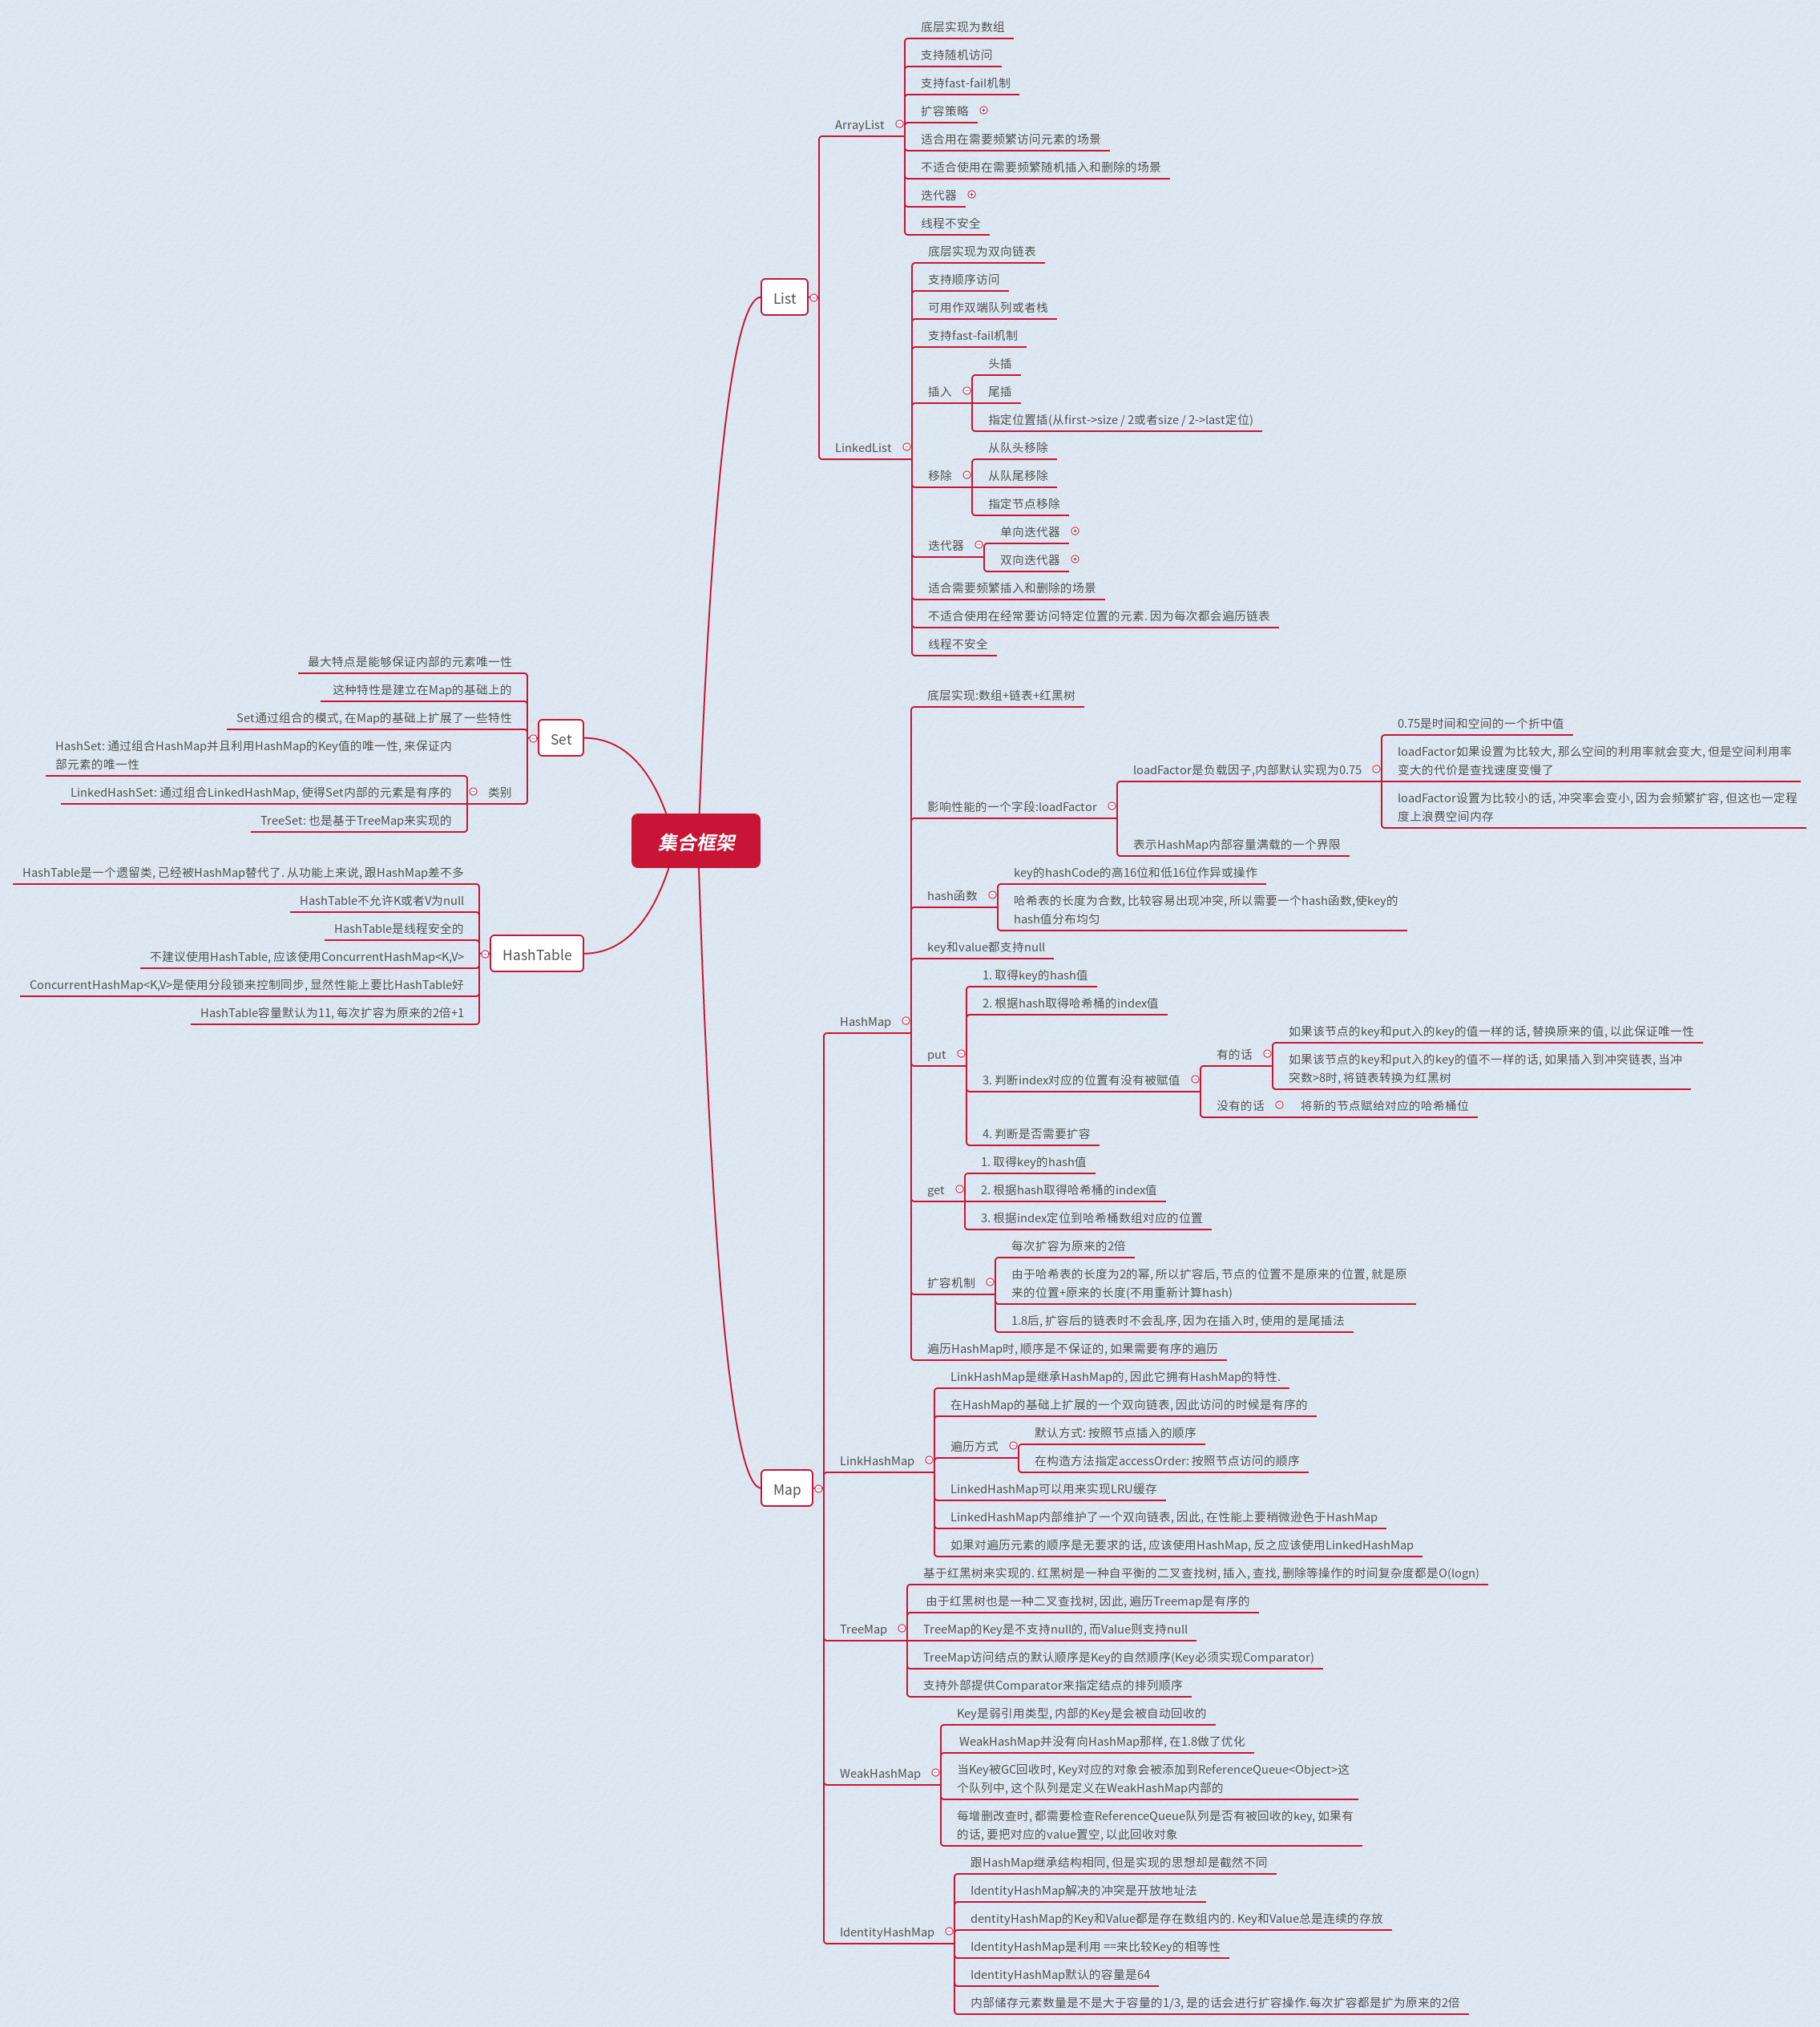 集合框架
List
ArrayList
底层实现为数组
支持随机访问
支持fast-fail机制
扩容策略
适合用在需要频繁访问元素的场景
不适合使用在需要频繁随机插入和删除的场景
迭代器
线程不安全
LinkedList
底层实现为双向链表
支持顺序访问
可用作双端队列或者栈
支持fast-fail机制
插入
头插
尾插
指定位置插(从first->size / 2或者size / 2->last定位)
移除
从队头移除
从队尾移除
指定节点移除
迭代器
单向迭代器
双向迭代器
适合需要频繁插入和删除的场景
不适合使用在经常要访问特定位置的元素. 因为每次都会遍历链表
线程不安全
Map
HashMap
底层实现:数组+链表+红黑树
影响性能的一个字段:loadFactor
loadFactor是负载因子,内部默认实现为0.75
0.75是时间和空间的一个折中值
loadFactor如果设置为比较大, 那么空间的利用率就会变大, 但是空间利用率
变大的代价是查找速度变慢了
loadFactor设置为比较小的话, 冲突率会变小, 因为会频繁扩容, 但这也一定程
度上浪费空间内存
表示HashMap内部容量满载的一个界限
hash函数
key的hashCode的高16位和低16位作异或操作
哈希表的长度为合数, 比较容易出现冲突, 所以需要一个hash函数,使key的
hash值分布均匀
key和value都支持null
put
1. 取得key的hash值
2. 根据hash取得哈希桶的index值
3. 判断index对应的位置有没有被赋值
有的话
如果该节点的key和put入的key的值一样的话, 替换原来的值, 以此保证唯一性
如果该节点的key和put入的key的值不一样的话, 如果插入到冲突链表, 当冲
突数>8时, 将链表转换为红黑树
没有的话
将新的节点赋给对应的哈希桶位
4. 判断是否需要扩容
get
1. 取得key的hash值
2. 根据hash取得哈希桶的index值
3. 根据index定位到哈希桶数组对应的位置
扩容机制
每次扩容为原来的2倍
由于哈希表的长度为2的幂, 所以扩容后, 节点的位置不是原来的位置, 就是原
来的位置+原来的长度(不用重新计算hash)
1.8后, 扩容后的链表时不会乱序, 因为在插入时, 使用的是尾插法
遍历HashMap时, 顺序是不保证的, 如果需要有序的遍历
LinkHashMap
LinkHashMap是继承HashMap的, 因此它拥有HashMap的特性.
在HashMap的基础上扩展的一个双向链表, 因此访问的时候是有序的
遍历方式
默认方式: 按照节点插入的顺序
在构造方法指定accessOrder: 按照节点访问的顺序
LinkedHashMap可以用来实现LRU缓存
LinkedHashMap内部维护了一个双向链表, 因此, 在性能上要稍微逊色于HashMap
如果对遍历元素的顺序是无要求的话, 应该使用HashMap, 反之应该使用LinkedHashMap
TreeMap
基于红黑树来实现的. 红黑树是一种自平衡的二叉查找树, 插入, 查找, 删除等操作的时间复杂度都是O(logn)
由于红黑树也是一种二叉查找树, 因此, 遍历Treemap是有序的
TreeMap的Key是不支持null的, 而Value则支持null
TreeMap访问结点的默认顺序是Key的自然顺序(Key必须实现Comparator)
支持外部提供Comparator来指定结点的排列顺序
WeakHashMap
Key是弱引用类型, 内部的Key是会被自动回收的
WeakHashMap并没有向HashMap那样, 在1.8做了优化
当Key被GC回收时, Key对应的对象会被添加到ReferenceQueue<Object>这
个队列中, 这个队列是定义在WeakHashMap内部的
每增删改查时, 都需要检查ReferenceQueue队列是否有被回收的key, 如果有
的话, 要把对应的value置空, 以此回收对象
IdentityHashMap
跟HashMap继承结构相同, 但是实现的思想却是截然不同
IdentityHashMap解决的冲突是开放地址法
dentityHashMap的Key和Value都是存在数组内的. Key和Value总是连续的存放
IdentityHashMap是利用 ==来比较Key的相等性
IdentityHashMap默认的容量是64
内部储存元素数量是不是大于容量的1/3, 是的话会进行扩容操作.每次扩容都是扩为原来的2倍
Set
最大特点是能够保证内部的元素唯一性
这种特性是建立在Map的基础上的
Set通过组合的模式, 在Map的基础上扩展了一些特性
类别
HashSet: 通过组合HashMap并且利用HashMap的Key值的唯一性, 来保证内
部元素的唯一性
LinkedHashSet: 通过组合LinkedHashMap, 使得Set内部的元素是有序的
TreeSet: 也是基于TreeMap来实现的
HashTable
HashTable是一个遗留类, 已经被HashMap替代了. 从功能上来说, 跟HashMap差不多
HashTable不允许K或者V为null
HashTable是线程安全的
不建议使用HashTable, 应该使用ConcurrentHashMap<K,V>
ConcurrentHashMap<K,V>是使用分段锁来控制同步, 显然性能上要比HashTable好
HashTable容量默认为11, 每次扩容为原来的2倍+1